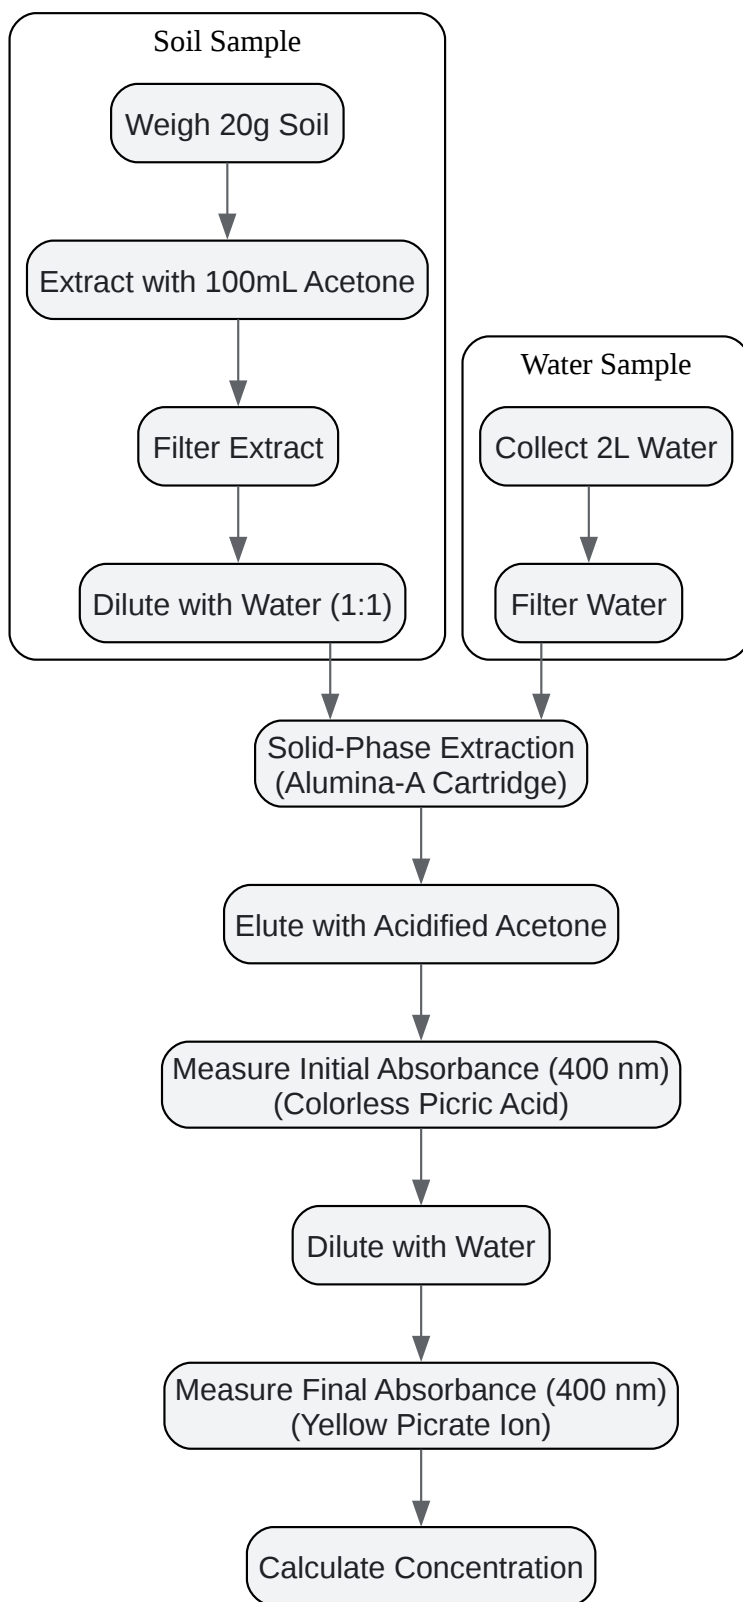 Soil Sample
Weigh 20g Soil
Extract with 100mL Acetone
Filter Extract
Dilute with Water (1:1)
Water Sample
Collect 2L Water
Filter Water
Solid-Phase Extraction
(Alumina-A Cartridge)
Elute with Acidified Acetone
Measure Initial Absorbance (400 nm)
(Colorless Picric Acid)
Dilute with Water
Measure Final Absorbance (400 nm)
(Yellow Picrate Ion)
Calculate Concentration